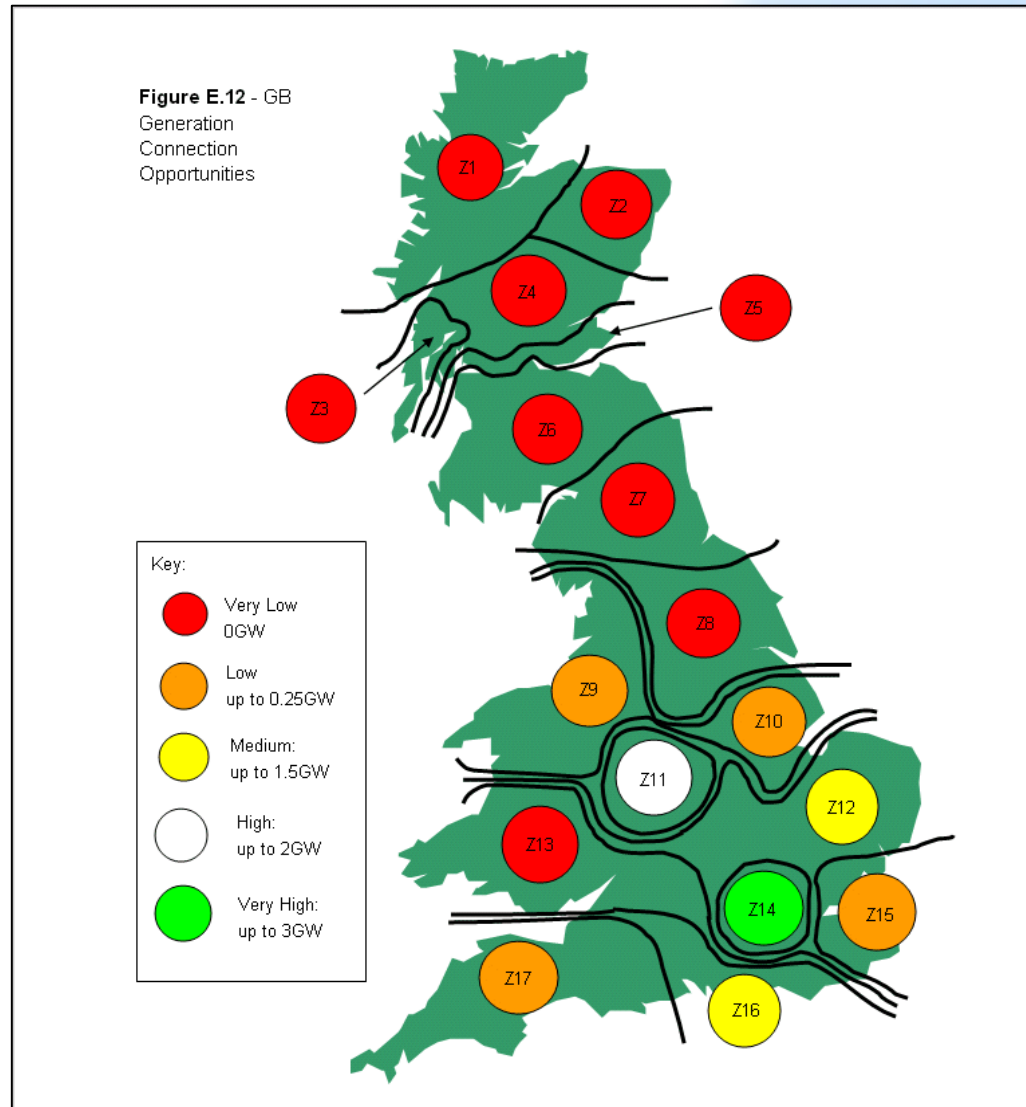 Figure E.12 - GB
Generation
Connection
Opportunities
Z1
Z2
Z4
Z5
Z3
Z6
Z7
Key:
Very Low
0GW
Low
up to 0.25GW
Medium:
up to 1.5GW
High:
up to 2GW
Very High:
up to 3GW
Z8
Z9
Z10
Z11
Z12
Z13
Z14
Z15
Z17
Z16